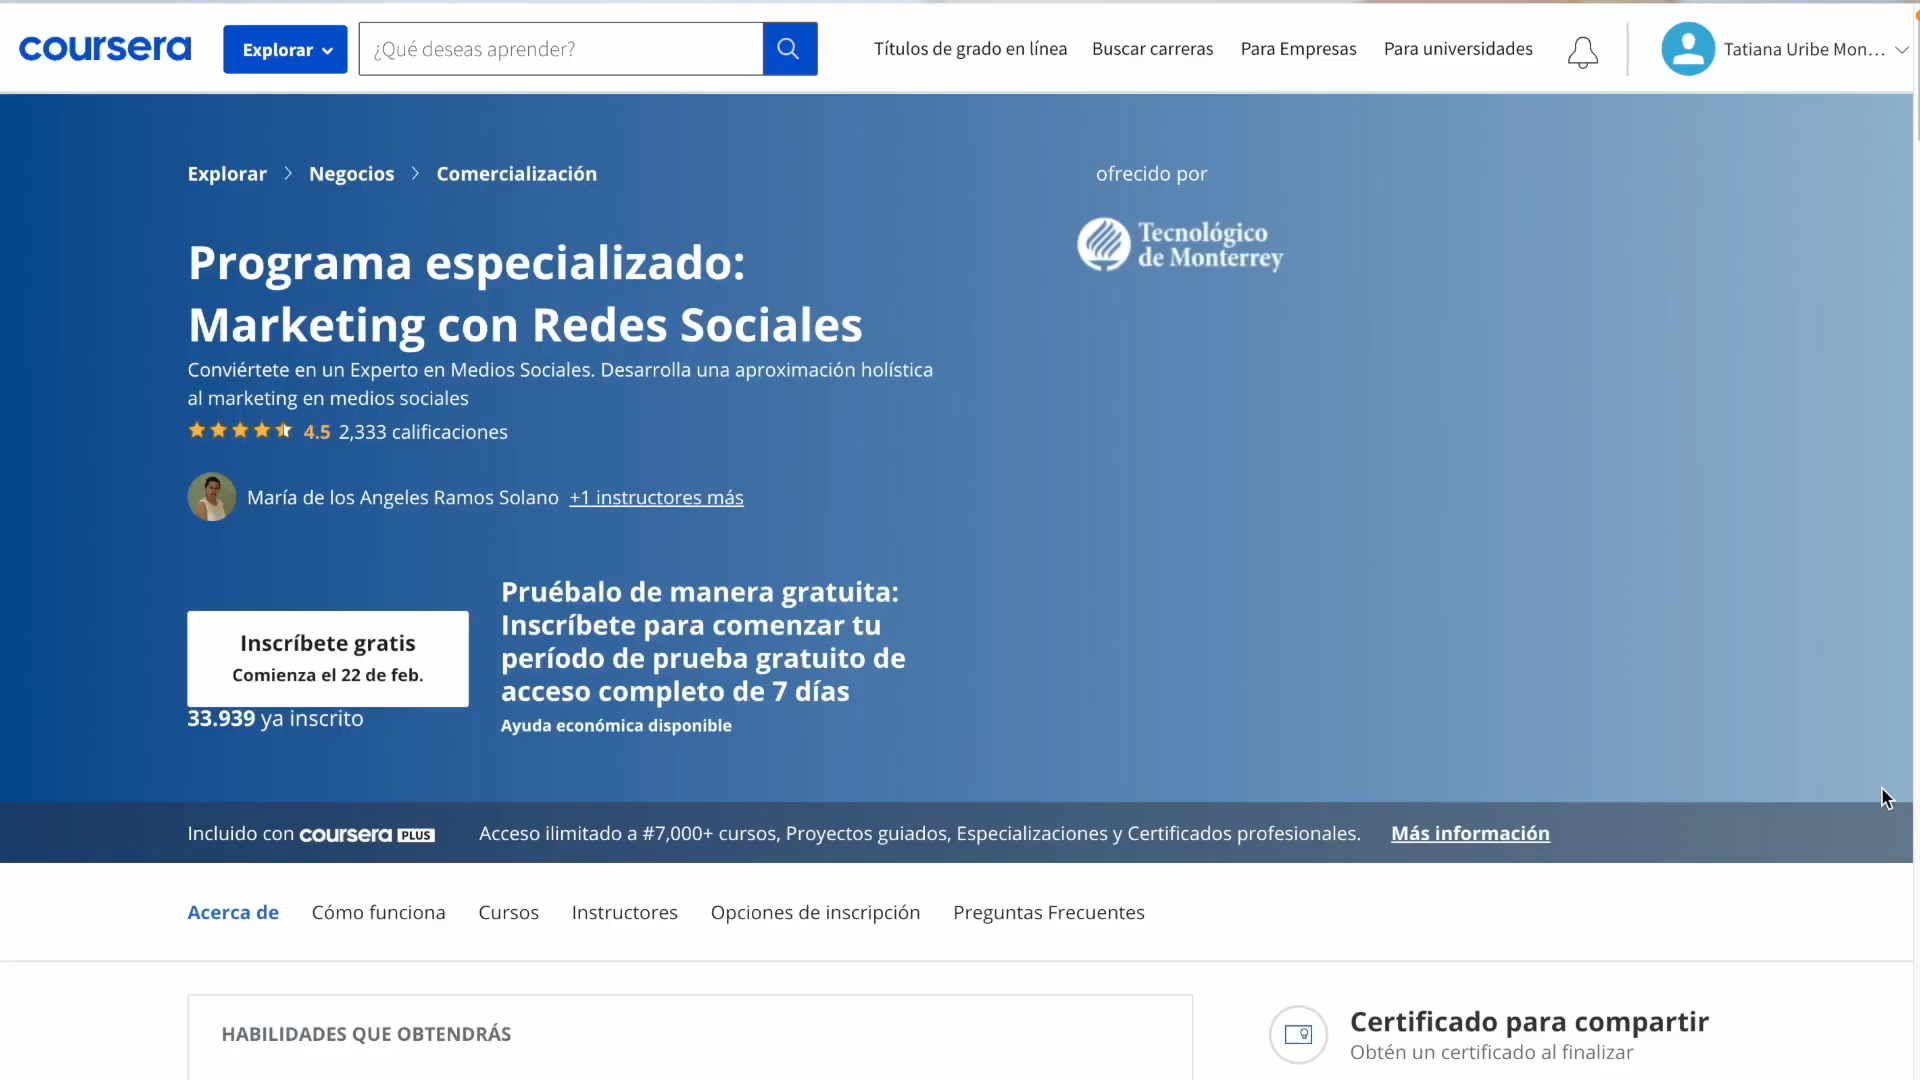 coursera
Explorar
¿Qué deseas aprender?
Títulos de grado en línea
Buscar carreras
Para Empresas
Para universidades
Tatiana Uribe Mon...
Explorar > Negocios > Comercialización
ofrecido por
Tecnológico
de Monterrey
Programa especializado:
Marketing con Redes Sociales
Conviértete en un Experto en Medios Sociales. Desarrolla una aproximación holística
al marketing en medios sociales
4.5 2,333 calificaciones
María de los Angeles Ramos Solano +1 instructores más
Inscríbete gratis
Comienza el 22 de feb.
33.939 ya inscrito
Pruébalo de manera gratuita:
Inscríbete para comenzar tu
período de prueba gratuito de
acceso completo de 7 días
Ayuda económica disponible
Incluido con coursera PLUS
Acceso ilimitado a #7,000+ cursos, Proyectos guiados, Especializaciones y Certificados profesionales.
Más información
Acerca de
Cómo funciona
Cursos
Instructores
Opciones de inscripción
Preguntas Frecuentes
HABILIDADES QUE OBTENDRÁS
Certificado para compartir
Obtén un certificado al finalizar